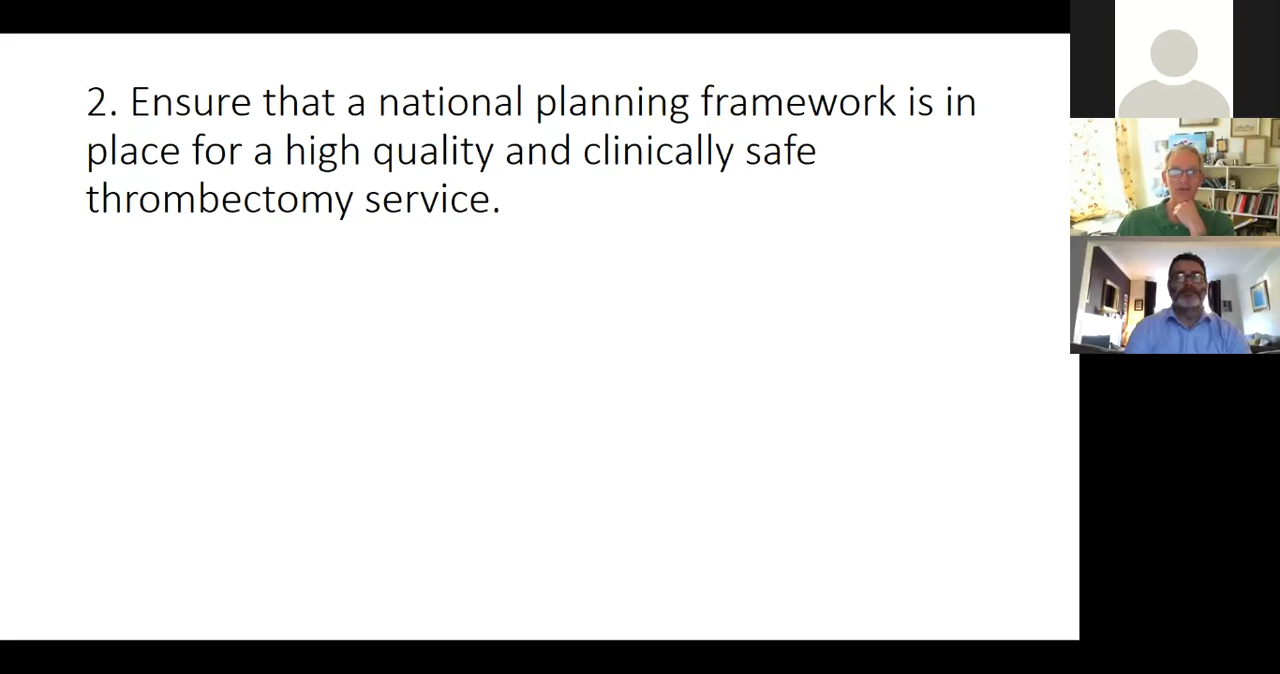 2. Ensure that a national planning framework is in
place for a high quality and clinically safe
thrombectomy service.